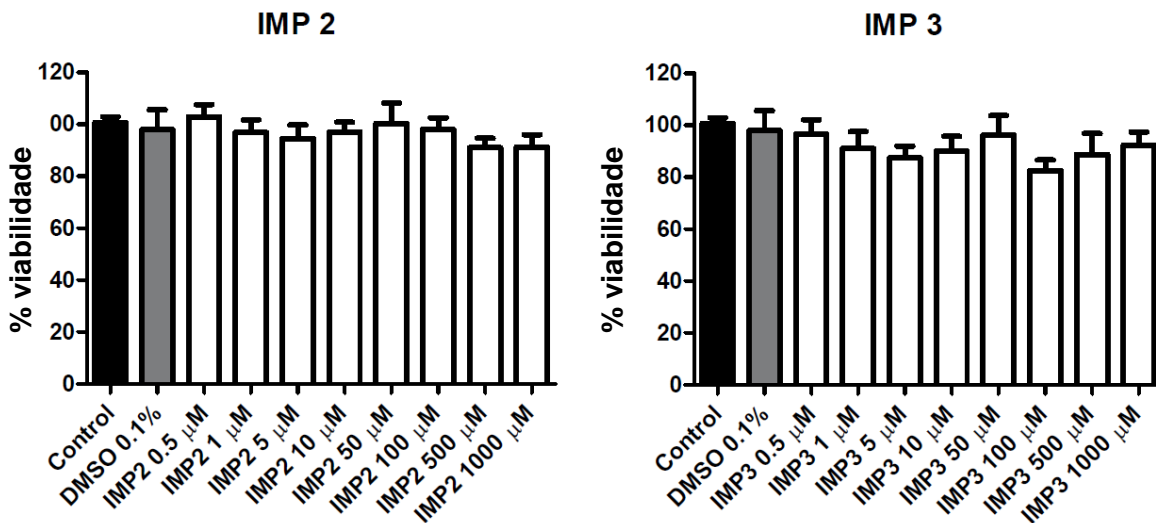 IMP 2
% viabilidade
120
00
80
60
40
20
0
Control
DMSO 0.1%
IMP2 0.5 µM
IMP2 1 µM
IMP2 5 µM
IMP2 10 µM
IMP2 50 µM
IMP2 100 µM
IMP2 500 µM
IMP2 1000 µM
IMP 3
% viabilidade
120
100
80
60
40
20
0
Control
DMSO 0.1%
IMP3 0.5 µM
IMP3 1 µM
IMP3 5 µM
IMP3 10 µM
IMP3 50 µM
IMP3 100 µM
IMP3 500 µM
IMP3 1000 µM